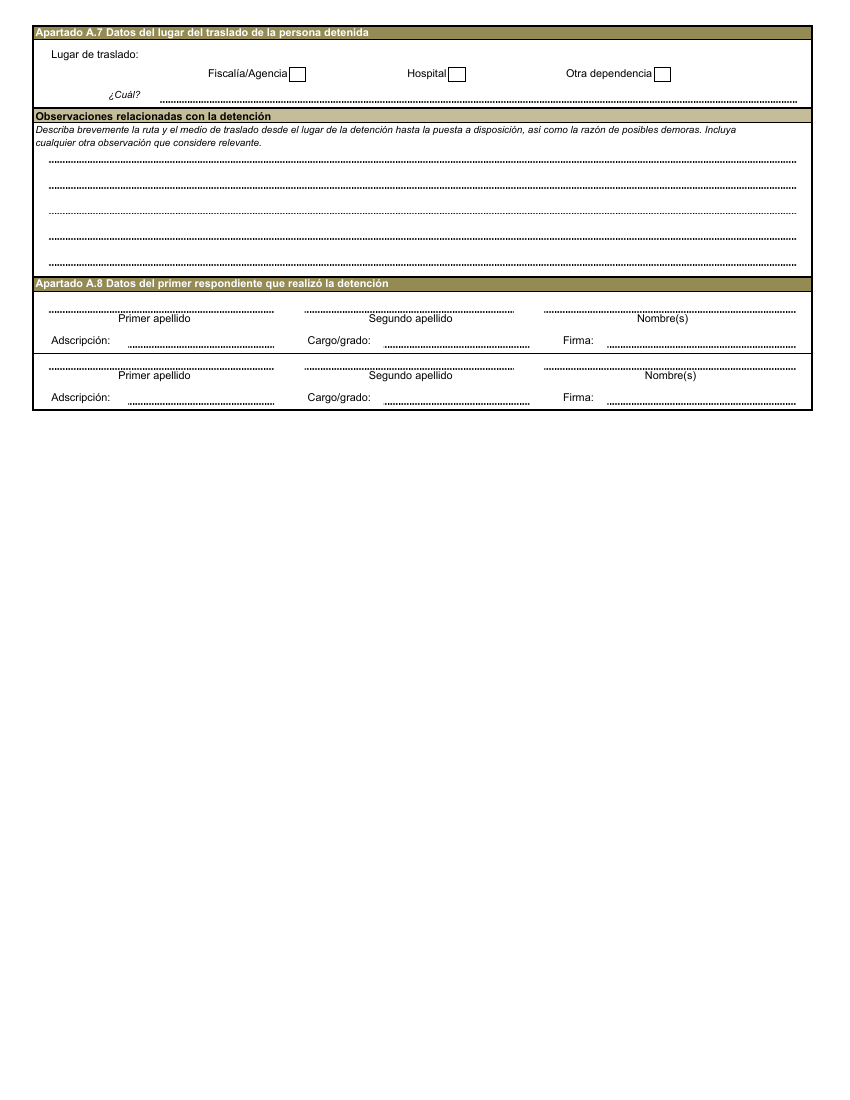 Apartado A.7 Datos del lugar del traslado de la persona detenida
Lugar de traslado:
Fiscalía/Agencia Hospital Otra dependencia
¿Cuál?
Observaciones relacionadas con la detención
Describa brevemente la ruta y el medio de traslado desde el lugar de la detención hasta la puesta a disposición, así como la razón de posibles demoras. Incluya
cualquier otra observación que considere relevante.
Apartado A.8 Datos del primer respondiente que realizó la detención
Primer apellido Segundo apellido Nombre(s)
Adscripción: Cargo/grado: Firma:
Primer apellido Segundo apellido Nombre(s)
Adscripción: Cargo/grado: Firma: